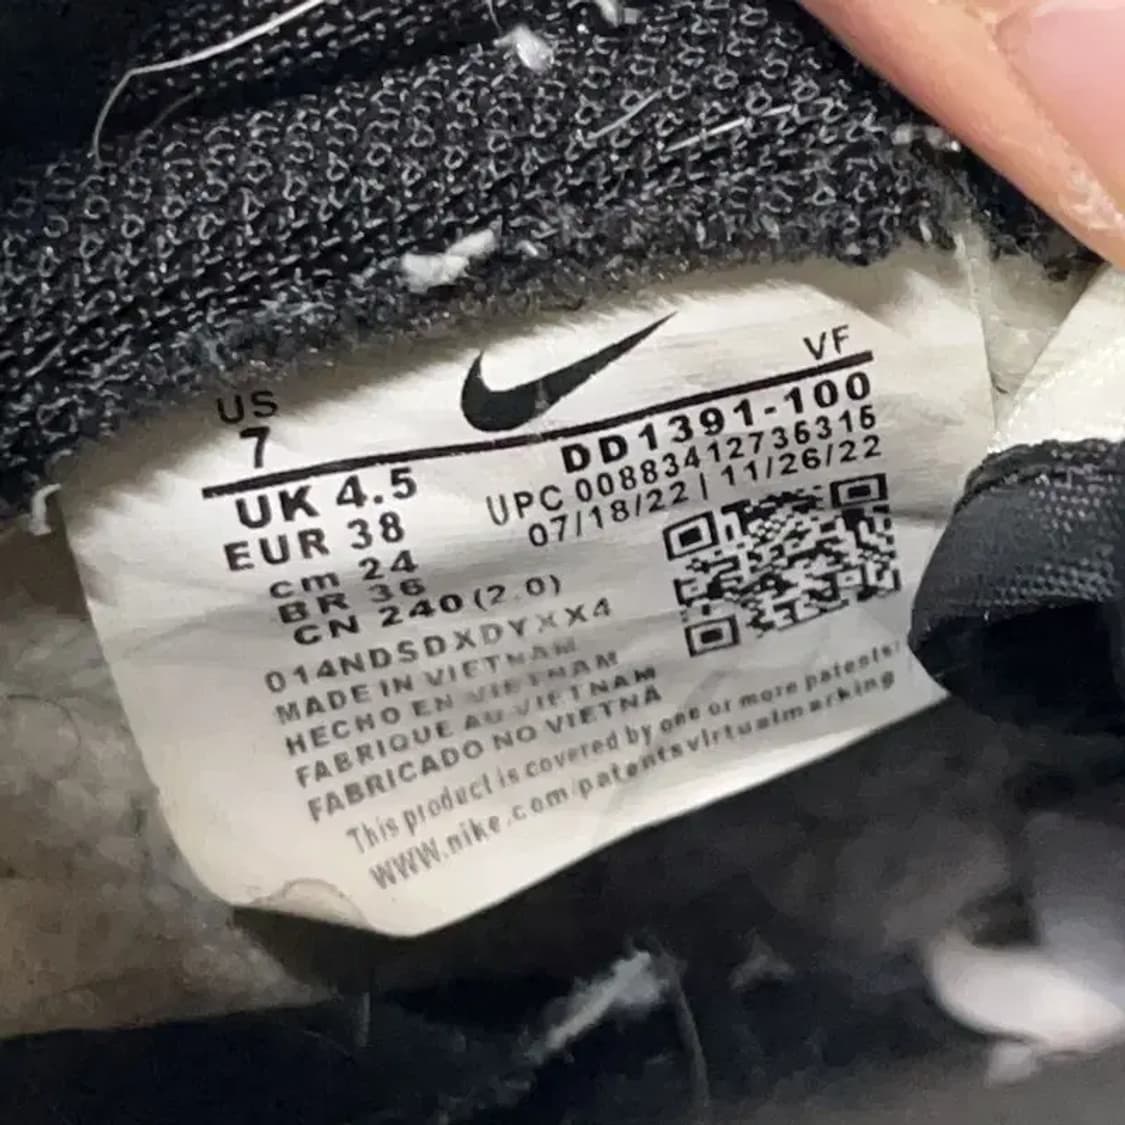 US
7
VF
UK 4.5
EUR 38
cm 24
BR 36
CN 240 (2.0)
DD1391-100
UPC 00883412736316
07/18/22 | 11/26/22
014NDSDXDYXX4
MADE IN VIETNAM
HECHO EN VIETNAM
FABRIQUE AU VIETNAM
FABRICADO NO VIETNA
This product is covered by one or more patents:
WWW.nike.com/patentsvirtualmarking